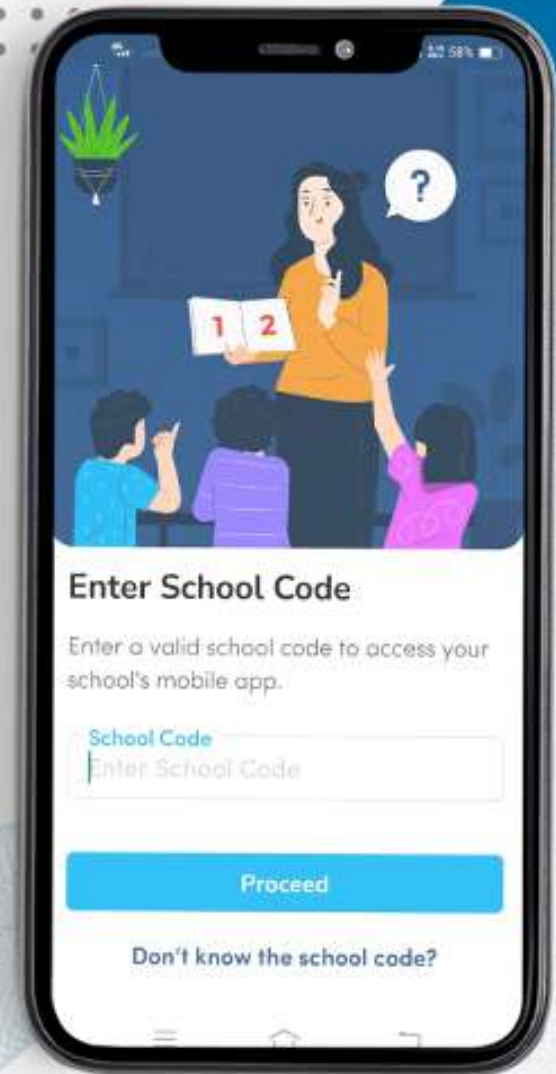 58%
?
1 2
Enter School Code
Enter a valid school code to access your
school's mobile app.
School Code
Enter School Code
Proceed
Don't know the school code?